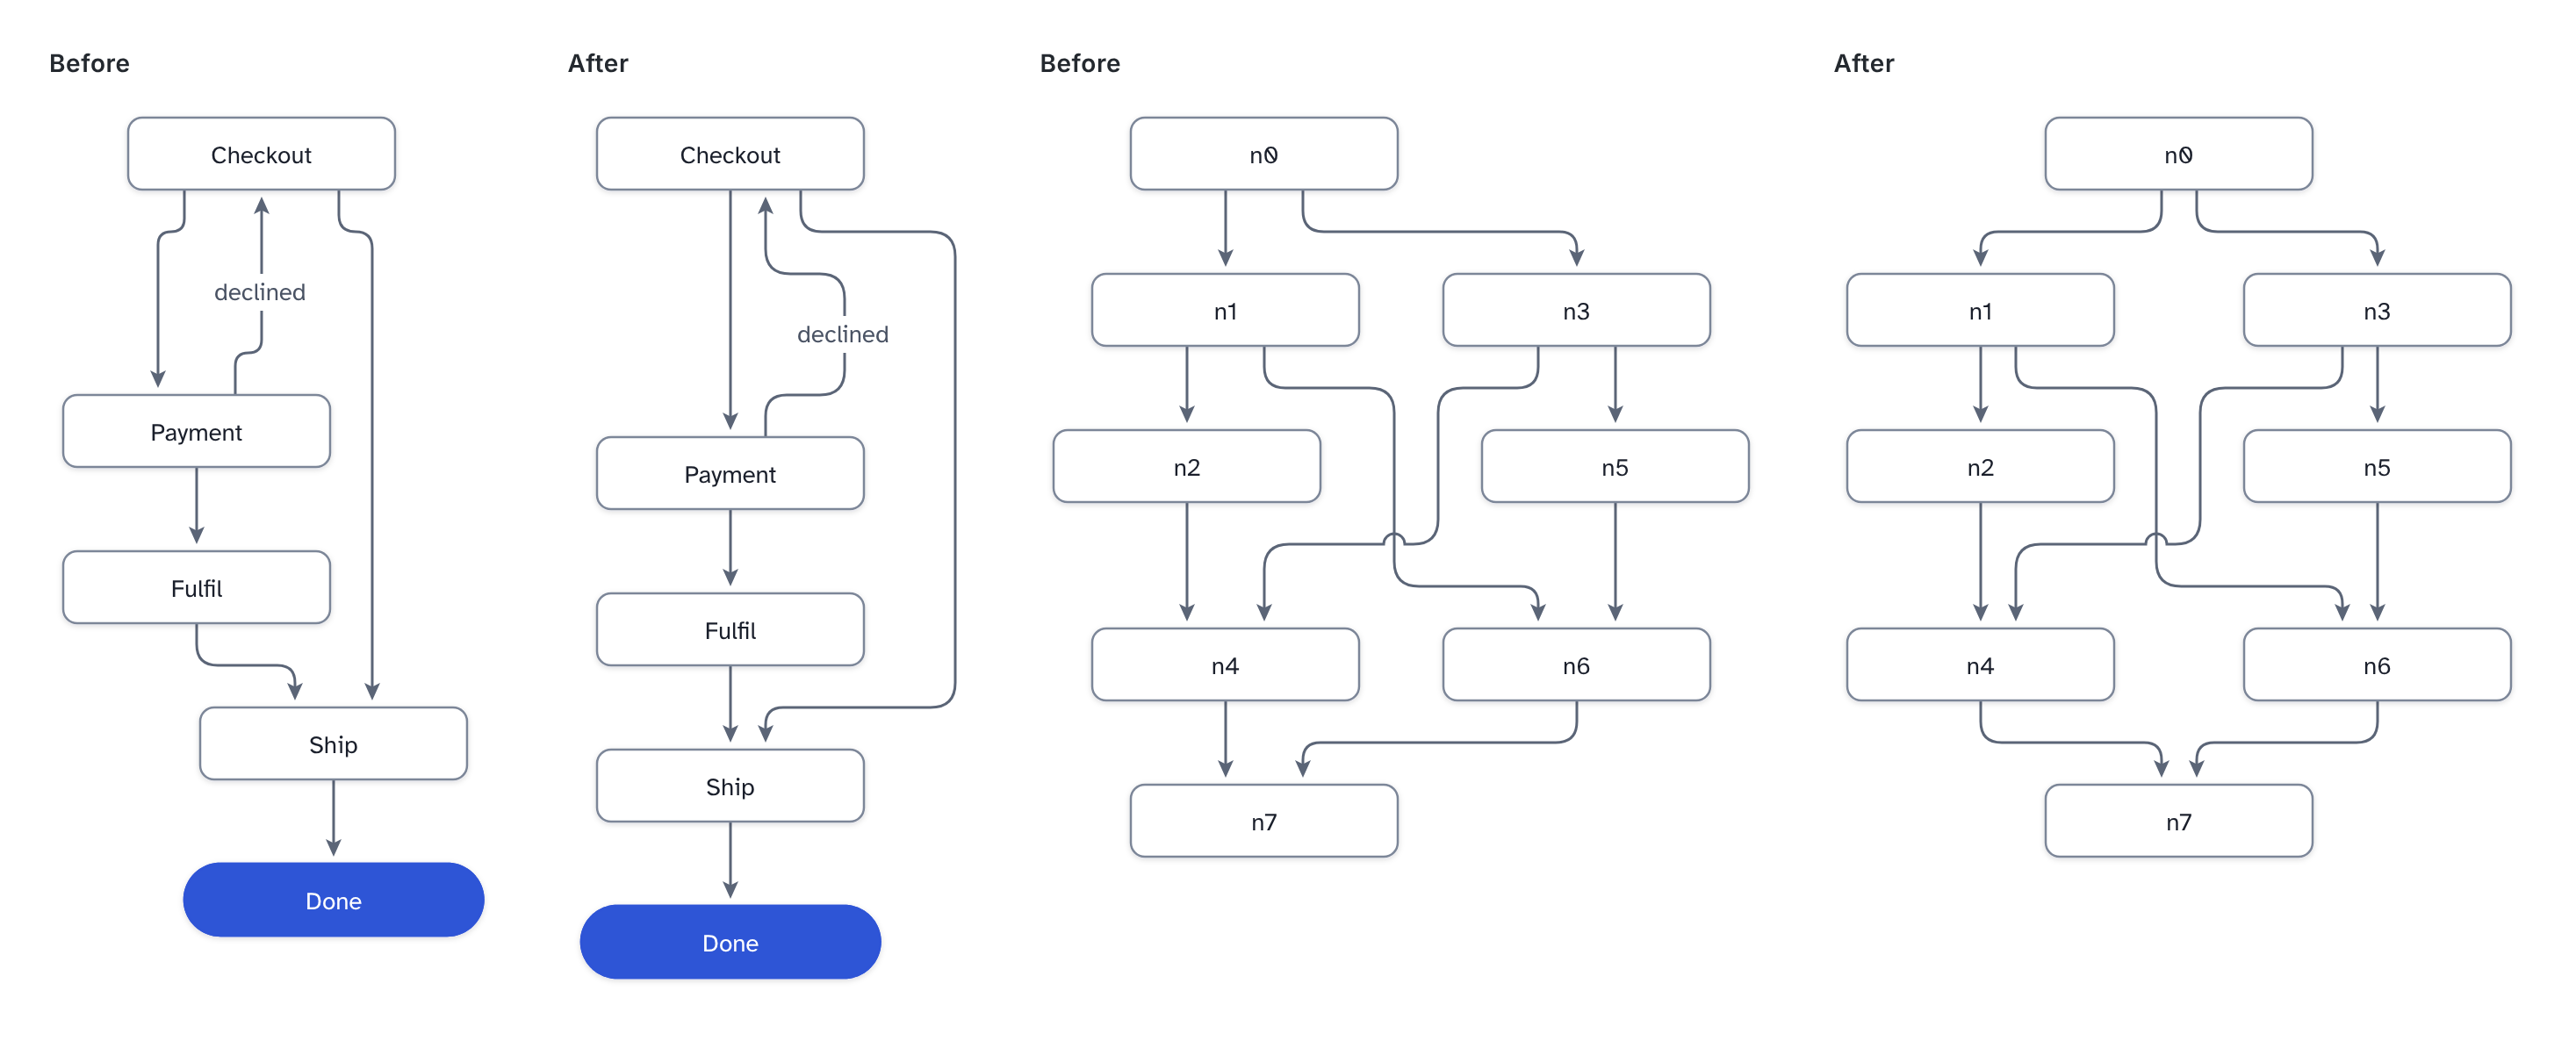 Before
Checkout
declined
Payment
Fulfil
Ship
Done
After
Checkout
declined
Payment
Fulfil
Ship
Done
Before
n0
n1
n3
n2
n5
n4
n6
n7
After
n0
n1
n3
n2
n5
n4
n6
n7